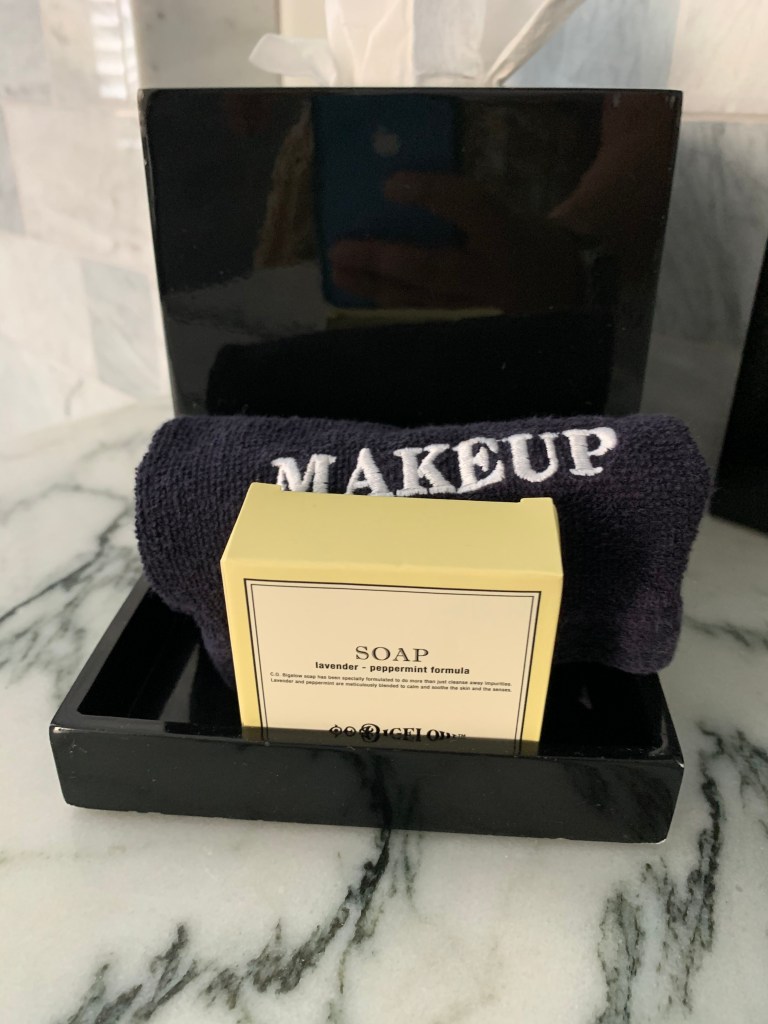 MAKEUP
SOAP
lavender - peppermint formula
C.O. Bigelow soap has been specially formulated to do more than just cleanse away impurities.
Lavender and peppermint are meticulously blended to calm and soothe the skin and the senses.